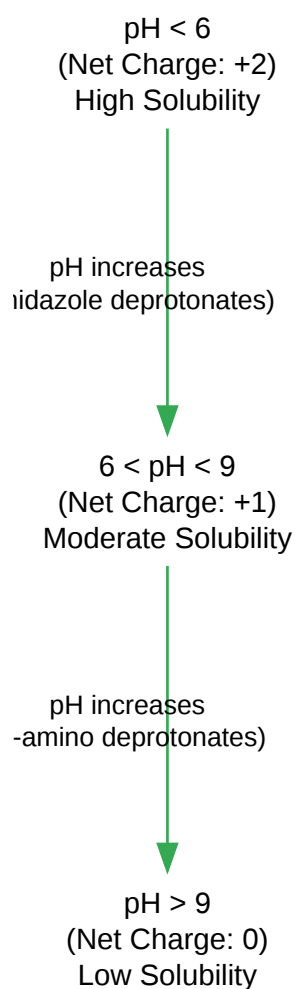 pH < 6
(Net Charge: +2)
High Solubility
pH increases
nidazole deprotonates)
6 < pH < 9
(Net Charge: +1)
Moderate Solubility
pH increases
-amino deprotonates)
pH > 9
(Net Charge: 0)
Low Solubility